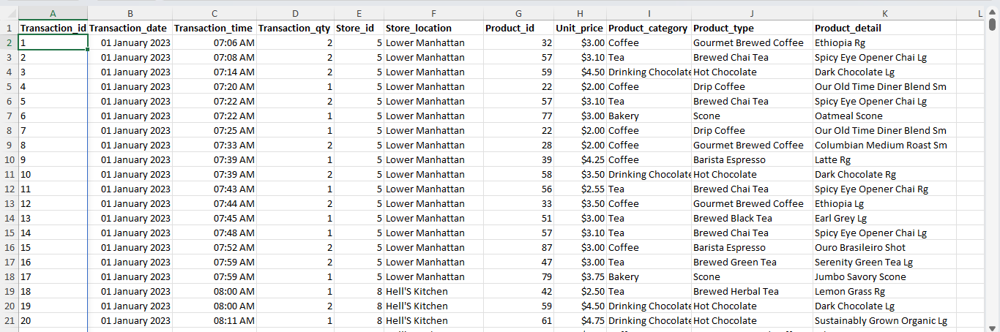 A B C D E F G H I J K L
1 Transaction_id Transaction_date Transaction_time Transaction_qty Store_id Store_location Product_id Unit_price Product_category Product_type Product_detail
2 1 01 January 2023 07:06 AM 2 5 Lower Manhattan 32 $3.00 Coffee Gourmet Brewed Coffee Ethiopia Rg
3 2 01 January 2023 07:08 AM 2 5 Lower Manhattan 57 $3.10 Tea Brewed Chai Tea Spicy Eye Opener Chai Lg
4 3 01 January 2023 07:14 AM 2 5 Lower Manhattan 59 $4.50 Drinking Chocolate Hot Chocolate Dark Chocolate Lg
5 4 01 January 2023 07:20 AM 1 5 Lower Manhattan 22 $2.00 Coffee Drip Coffee Our Old Time Diner Blend Sm
6 5 01 January 2023 07:22 AM 2 5 Lower Manhattan 57 $3.10 Tea Brewed Chai Tea Spicy Eye Opener Chai Lg
7 6 01 January 2023 07:22 AM 1 5 Lower Manhattan 77 $3.00 Bakery Scone Oatmeal Scone
8 7 01 January 2023 07:25 AM 1 5 Lower Manhattan 22 $2.00 Coffee Drip Coffee Our Old Time Diner Blend Sm
9 8 01 January 2023 07:33 AM 2 5 Lower Manhattan 28 $2.00 Coffee Gourmet Brewed Coffee Columbian Medium Roast Sm
10 9 01 January 2023 07:39 AM 1 5 Lower Manhattan 39 $4.25 Coffee Barista Espresso Latte Rg
11 10 01 January 2023 07:39 AM 2 5 Lower Manhattan 58 $3.50 Drinking Chocolate Hot Chocolate Dark Chocolate Rg
12 11 01 January 2023 07:43 AM 1 5 Lower Manhattan 56 $2.55 Tea Brewed Chai Tea Spicy Eye Opener Chai Rg
13 12 01 January 2023 07:44 AM 2 5 Lower Manhattan 33 $3.50 Coffee Gourmet Brewed Coffee Ethiopia Lg
14 13 01 January 2023 07:45 AM 1 5 Lower Manhattan 51 $3.00 Tea Brewed Black Tea Earl Grey Lg
15 14 01 January 2023 07:48 AM 1 5 Lower Manhattan 57 $3.10 Tea Brewed Chai Tea Spicy Eye Opener Chai Lg
16 15 01 January 2023 07:52 AM 2 5 Lower Manhattan 87 $3.00 Coffee Barista Espresso Ouro Brasileiro Shot
17 16 01 January 2023 07:59 AM 2 5 Lower Manhattan 47 $3.00 Tea Brewed Green Tea Serenity Green Tea Lg
18 17 01 January 2023 07:59 AM 1 5 Lower Manhattan 79 $3.75 Bakery Scone Jumbo Savory Scone
19 18 01 January 2023 08:00 AM 1 8 Hell'S Kitchen 42 $2.50 Tea Brewed Herbal Tea Lemon Grass Rg
20 19 01 January 2023 08:00 AM 2 8 Hell'S Kitchen 59 $4.50 Drinking Chocolate Hot Chocolate Dark Chocolate Lg
21 20 01 January 2023 08:11 AM 1 8 Hell'S Kitchen 61 $4.75 Drinking Chocolate Hot Chocolate Sustainably Grown Organic Lg